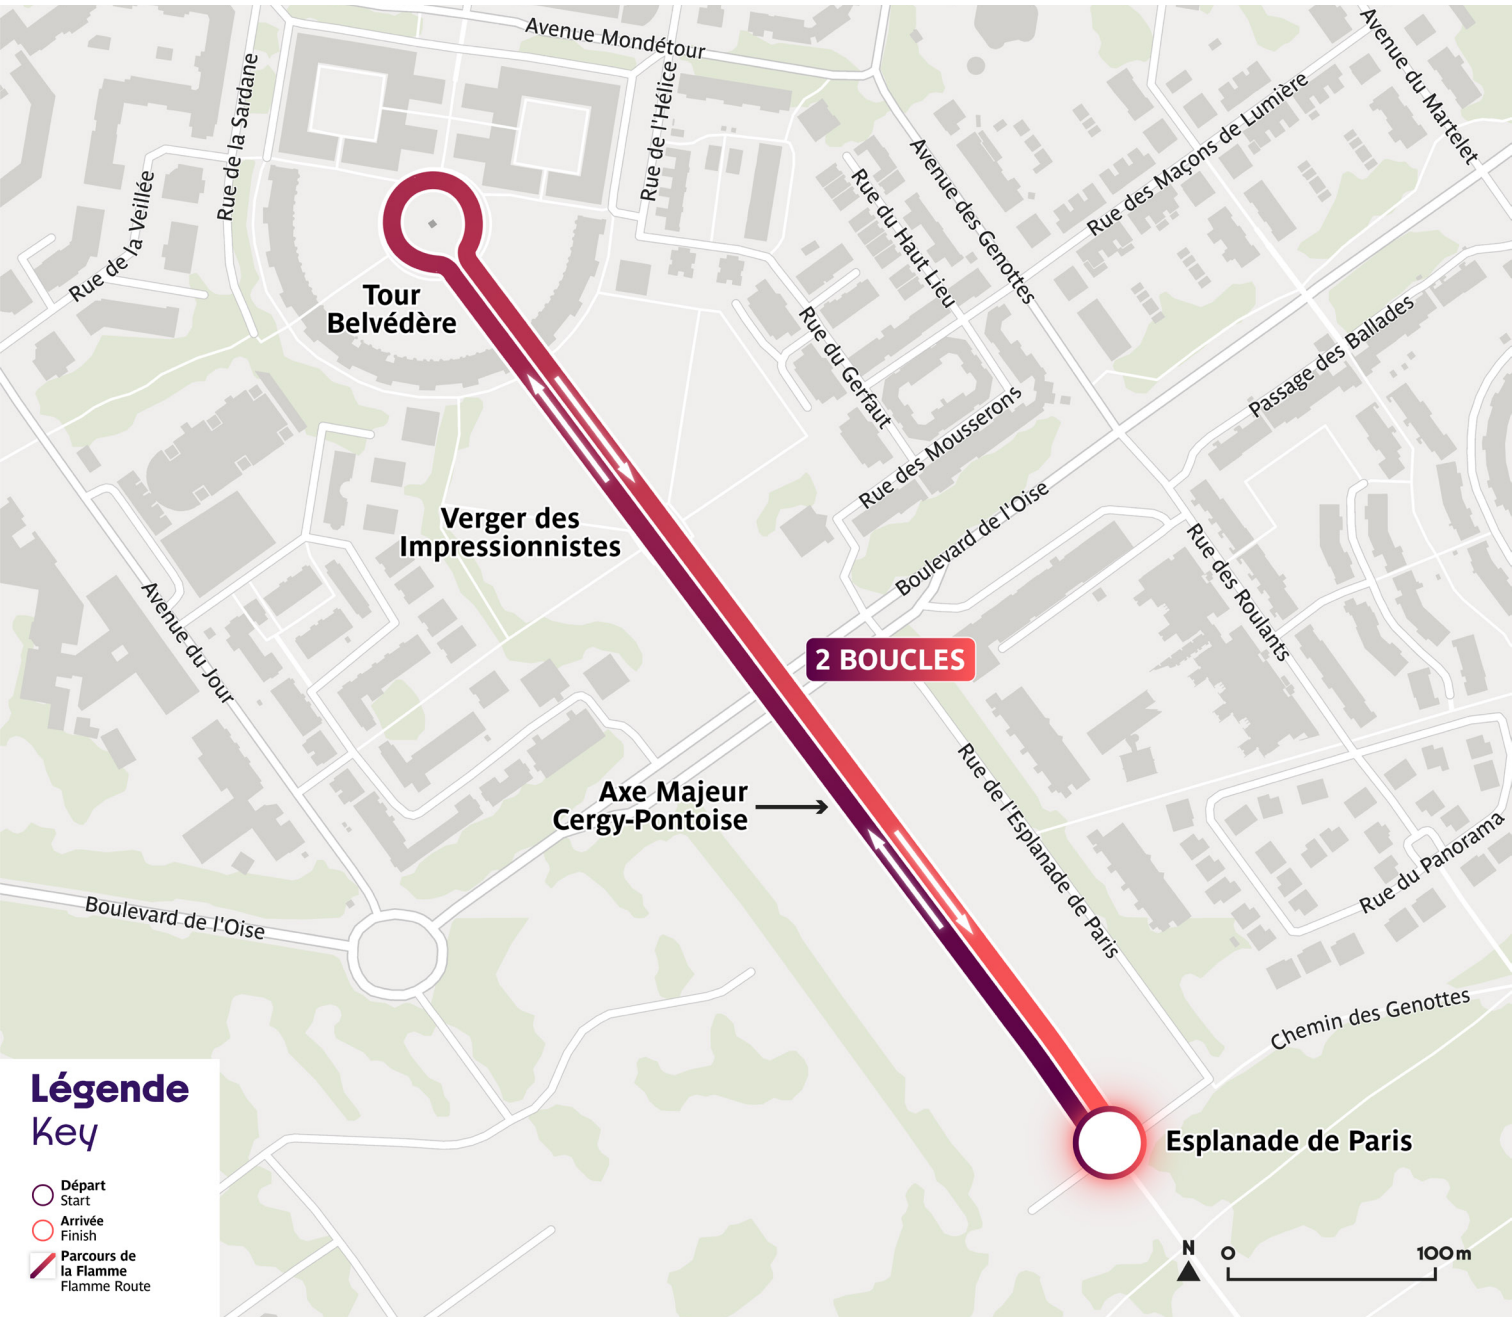 Avenue Mondétour
Avenue du Martelet
Rue de la Sardane
Rue de l'Hélice
Rue des Maçons de Lumière
Avenue des Genottes
Rue de la Veillée
Rue du Haut Lieu
Tour
Belvédère
Rue du Gerfaut
Passage des Ballades
Rue des Mousserons
Verger des
Impressionnistes
Boulevard de l'Oise
Rue des Roulants
Avenue du Jour
2 BOUCLES
Axe Majeur
Cergy-Pontoise
Rue de l'Esplanade de Paris
Rue du Panorama
Boulevard de l'Oise
Chemin des Genottes
Esplanade de Paris
Légende
Key
Départ
Start
Arrivée
Finish
Parcours de
la Flamme
Flamme Route
N
0 100m